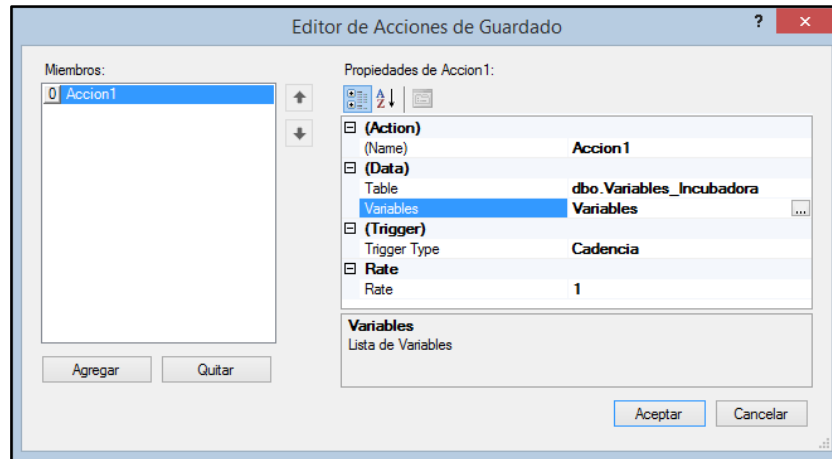 Editor de Acciones de Guardado
?
×
Miembros:
0 Accion1
Agregar
Quitar
Propiedades de Accion1:
(Action)
(Name) Accion1
(Data)
Table dbo.Variables_Incubadora
Variables Variables ...
(Trigger)
Trigger Type Cadencia
Rate
Rate 1
Variables
Lista de Variables
Aceptar
Cancelar